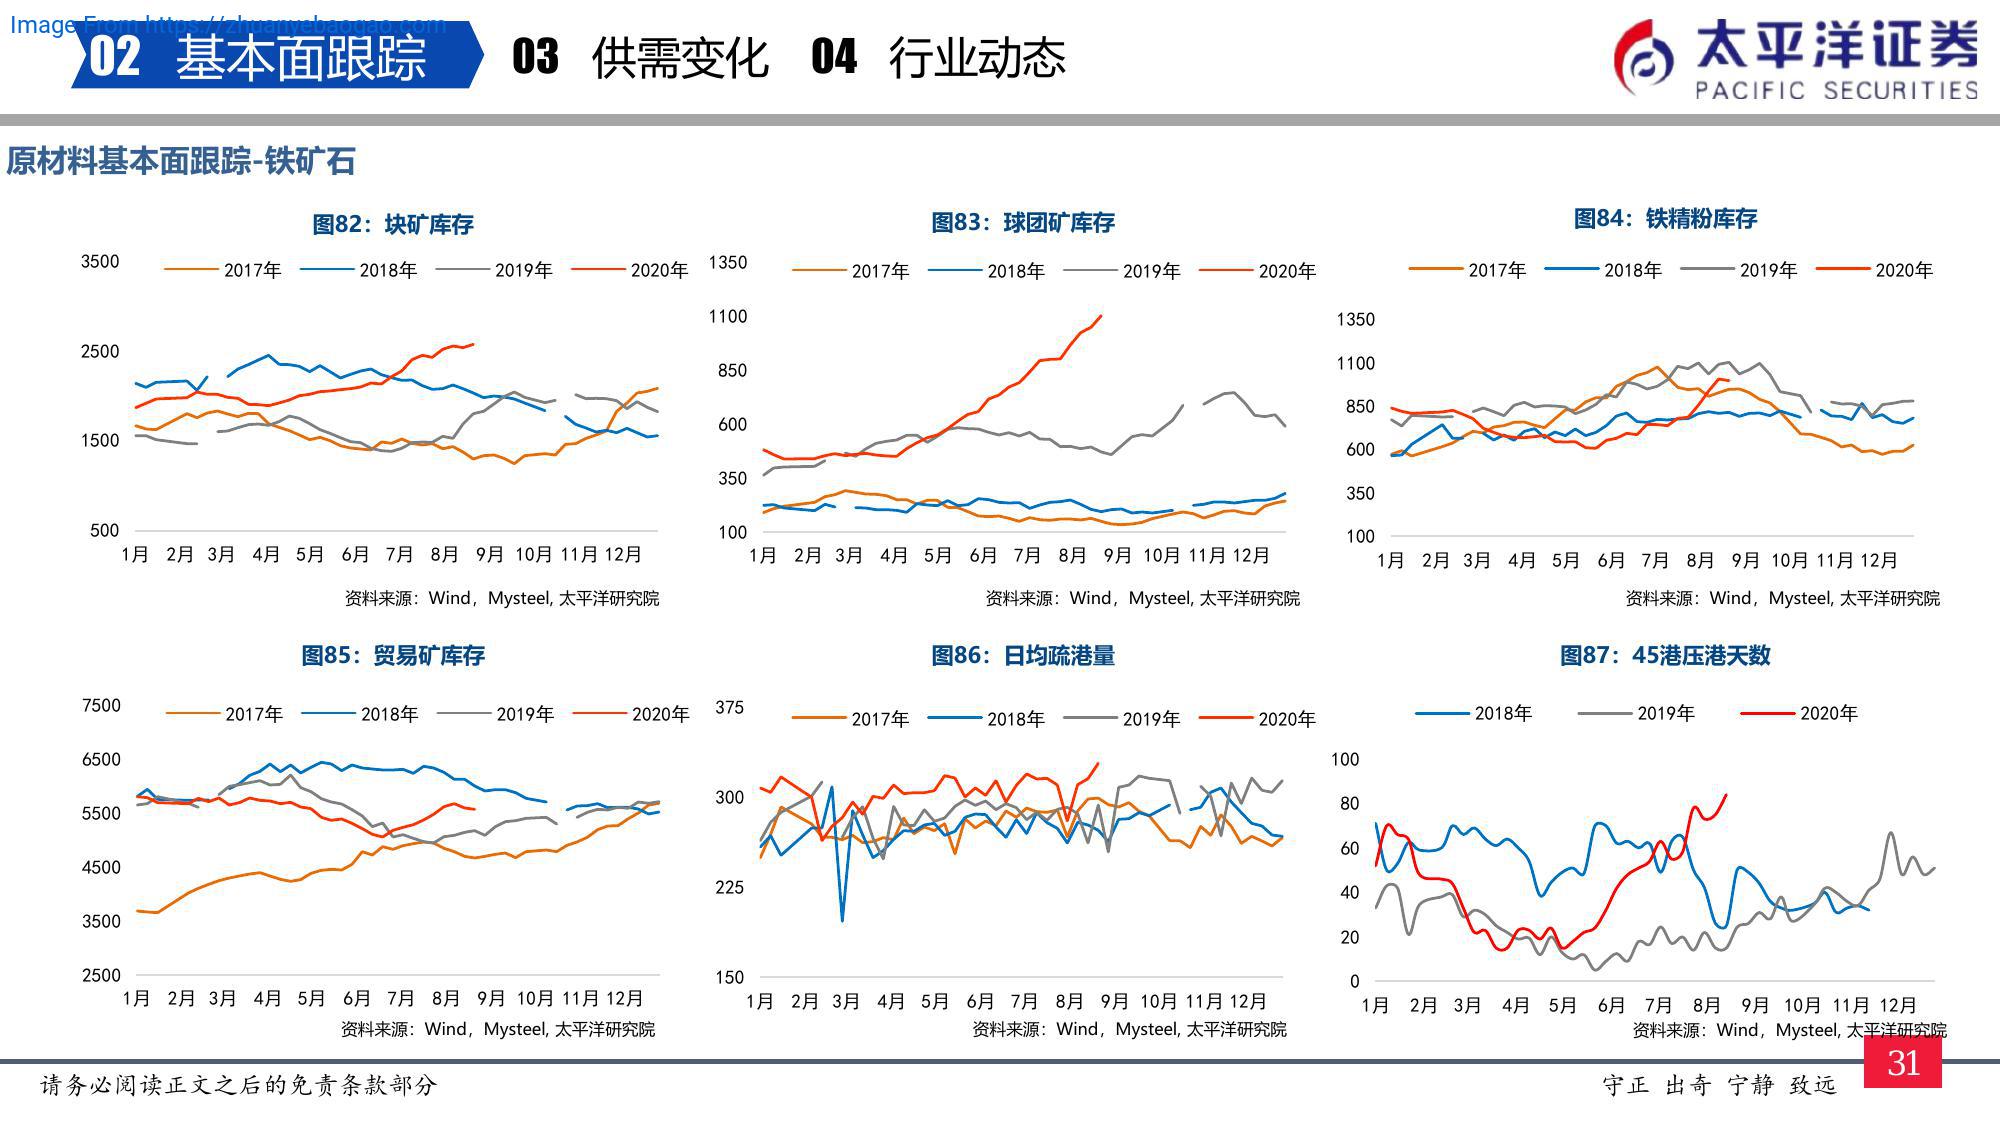 Image From https://zhuanyebaogao.com
02 基本面跟踪 03 供需变化 04 行业动态
太平洋证券
PACIFIC SECURITIES
原材料基本面跟踪-铁矿石
图82：块矿库存
2017年 2018年 2019年 2020年
3500
2500
1500
500
1月 2月 3月 4月 5月 6月 7月 8月 9月 10月 11月 12月
资料来源：Wind，Mysteel, 太平洋研究院
图83：球团矿库存
2017年 2018年 2019年 2020年
1350
1100
850
600
350
100
1月 2月 3月 4月 5月 6月 7月 8月 9月 10月 11月 12月
资料来源：Wind，Mysteel, 太平洋研究院
图84：铁精粉库存
2017年 2018年 2019年 2020年
1350
1100
850
600
350
100
1月 2月 3月 4月 5月 6月 7月 8月 9月 10月 11月 12月
资料来源：Wind，Mysteel, 太平洋研究院
图85：贸易矿库存
2017年 2018年 2019年 2020年
7500
6500
5500
4500
3500
2500
1月 2月 3月 4月 5月 6月 7月 8月 9月 10月 11月 12月
资料来源：Wind，Mysteel, 太平洋研究院
图86：日均疏港量
2017年 2018年 2019年 2020年
375
300
225
150
1月 2月 3月 4月 5月 6月 7月 8月 9月 10月 11月 12月
资料来源：Wind，Mysteel, 太平洋研究院
图87：45港压港天数
2018年 2019年 2020年
100
80
60
40
20
0
1月 2月 3月 4月 5月 6月 7月 8月 9月 10月 11月 12月
资料来源：Wind，Mysteel, 太平洋研究院
请务必阅读正文之后的免责条款部分
守正 出奇 宁静 致远
31